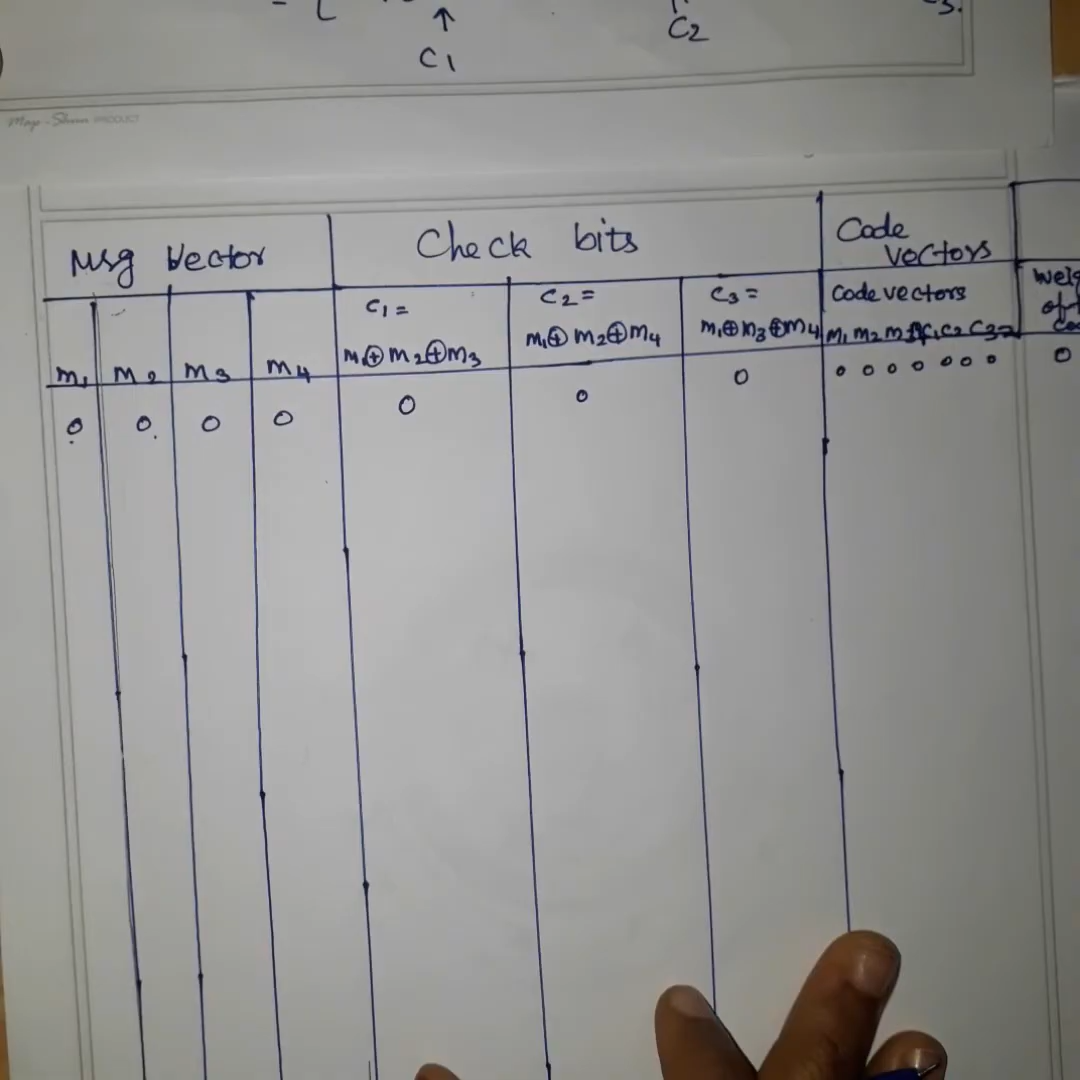 C1
C2
C3.
PRODUCT
Msg Vector
Check bits
Code vectors
m1
m2
m3
m4
C1 = m1⊕m2⊕m3
C2 = m1⊕m2⊕m4
C3 = m1⊕m3⊕m4
Code vectors
m1 m2 m3 C1 C2 C3
0 0 0 0 0 0 0 0 0 0 0 0 0 0 0